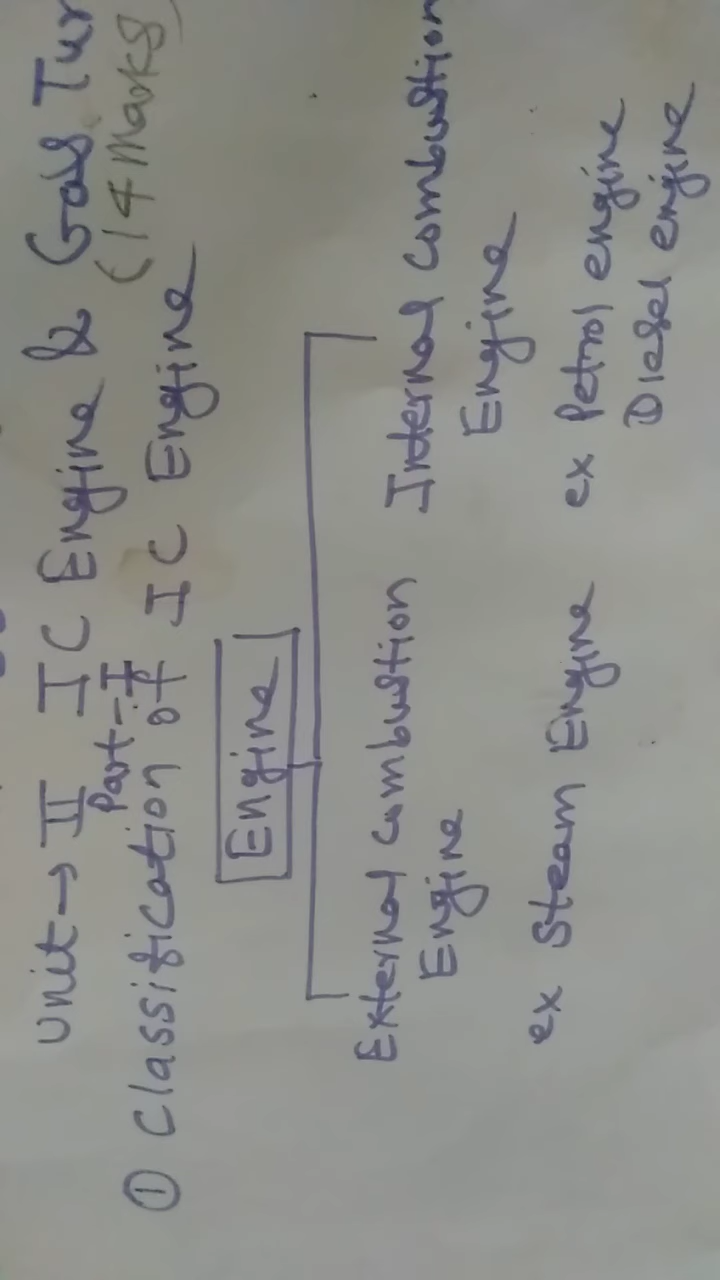 Unit → II IC Engine & Gas Tur
Part-I (14 Marks)
① Classification of IC Engine
Engine
External combustion Internal combustion
Engine Engine
ex Steam Engine ex Petrol engine
Diesel engine